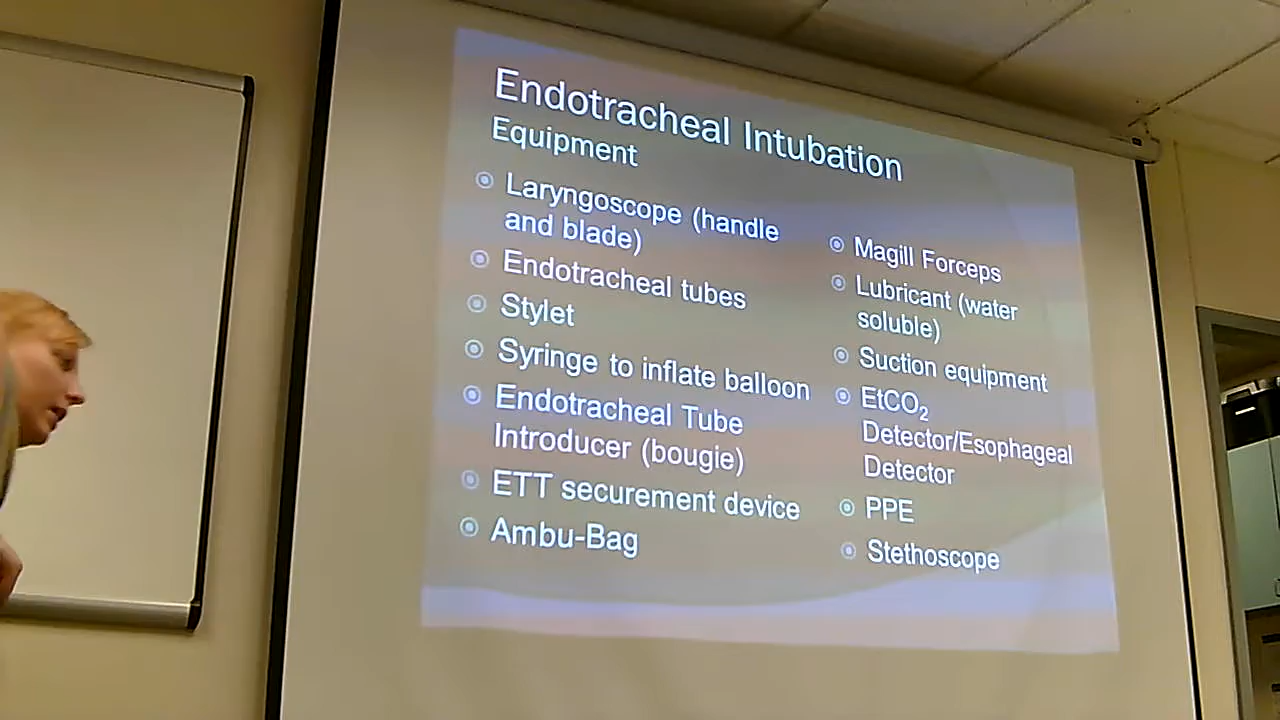 Endotracheal Intubation
Equipment
Laryngoscope (handle
and blade)
Endotracheal tubes
Stylet
Syringe to inflate balloon
Endotracheal Tube
Introducer (bougie)
ETT securement device
Ambu-Bag
Magill Forceps
Lubricant (water
soluble)
Suction equipment
EtCO₂
Detector/Esophageal
Detector
PPE
Stethoscope